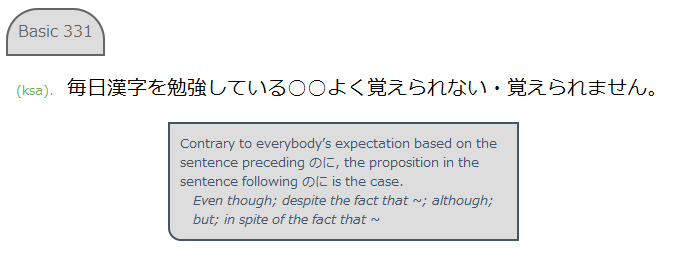 Basic 331
(ksa). 毎日漢字を勉強している○○よく覚えられない・覚えられません。
Contrary to everybody's expectation based on the
sentence preceding のに, the proposition in the
sentence following のに is the case.
Even though; despite the fact that ~; although;
but; in spite of the fact that ~